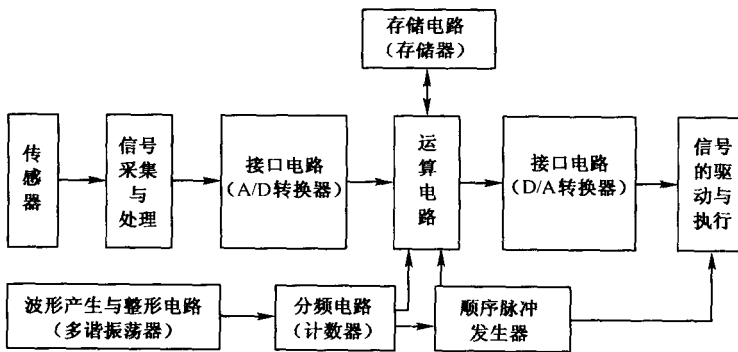 存储电路
（存储器）
传
感
器
信号
采集
与
处理
接口电路
（A/D转换器）
运
算
电
路
接口电路
（D/A转换器）
信号
的驱
动与
执行
波形产生与整形电路
（多谐振荡器）
分频电路
（计数器）
顺序脉冲
发生器